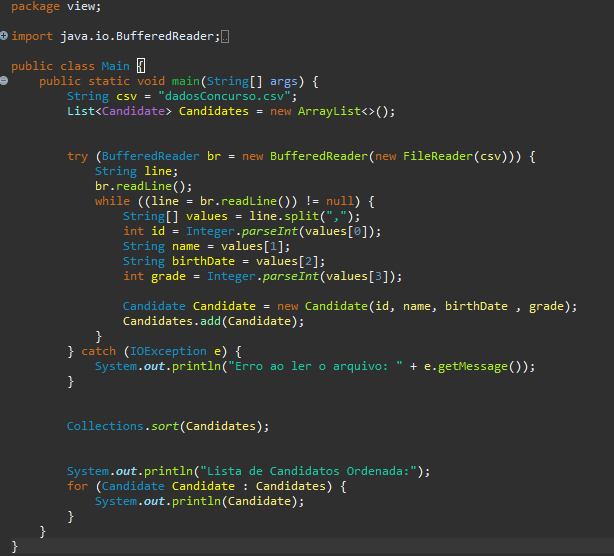 package view;
import java.io.BufferedReader;
public class Main {
public static void main(String[] args) {
String csv = "dadosConcurso.csv";
List<Candidate> Candidates = new ArrayList<>();
try (BufferedReader br = new BufferedReader(new FileReader(csv))) {
String line;
br.readLine();
while ((line = br.readLine()) != null) {
String[] values = line.split(",");
int id = Integer.parseInt(values[0]);
String name = values[1];
String birthDate = values[2];
int grade = Integer.parseInt(values[3]);
Candidate Candidate = new Candidate(id, name, birthDate , grade);
Candidates.add(Candidate);
}
} catch (IOException e) {
System.out.println("Erro ao ler o arquivo: " + e.getMessage());
}
Collections.sort(Candidates);
System.out.println("Lista de Candidatos Ordenada:");
for (Candidate Candidate : Candidates) {
System.out.println(Candidate);
}
}
}